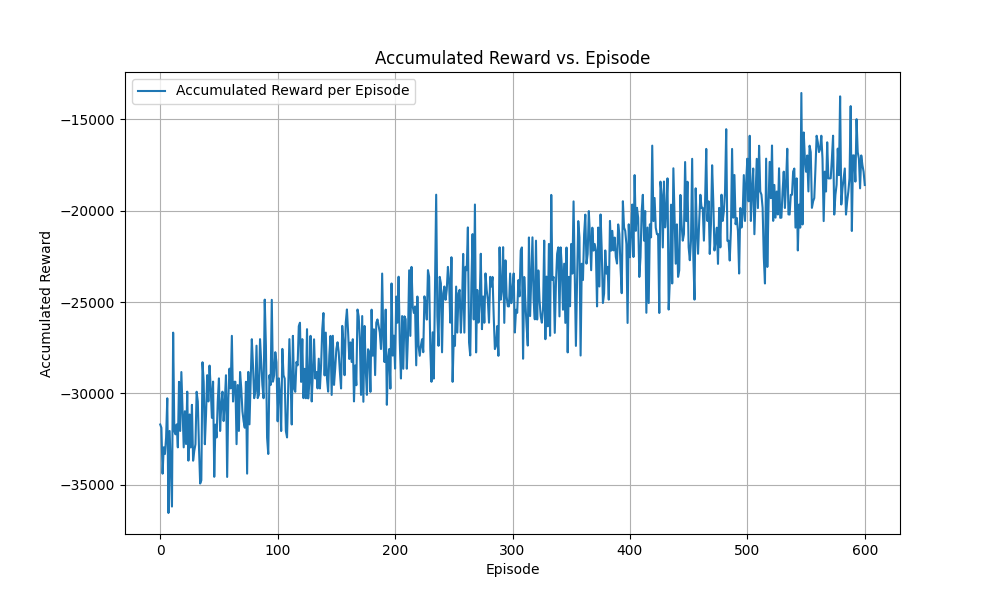 Accumulated Reward vs. Episode
Accumulated Reward per Episode
−15000
−20000
−25000
−30000
−35000
Accumulated Reward
0 100 200 300 400 500 600
Episode